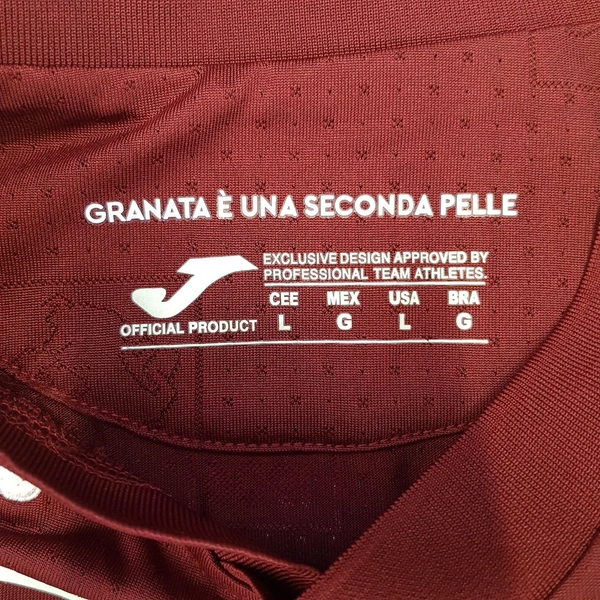 GRANATA È UNA SECONDA PELLE
EXCLUSIVE DESIGN APPROVED BY
PROFESSIONAL TEAM ATHLETES.
OFFICIAL PRODUCT
CEE MEX USA BRA
L G L G